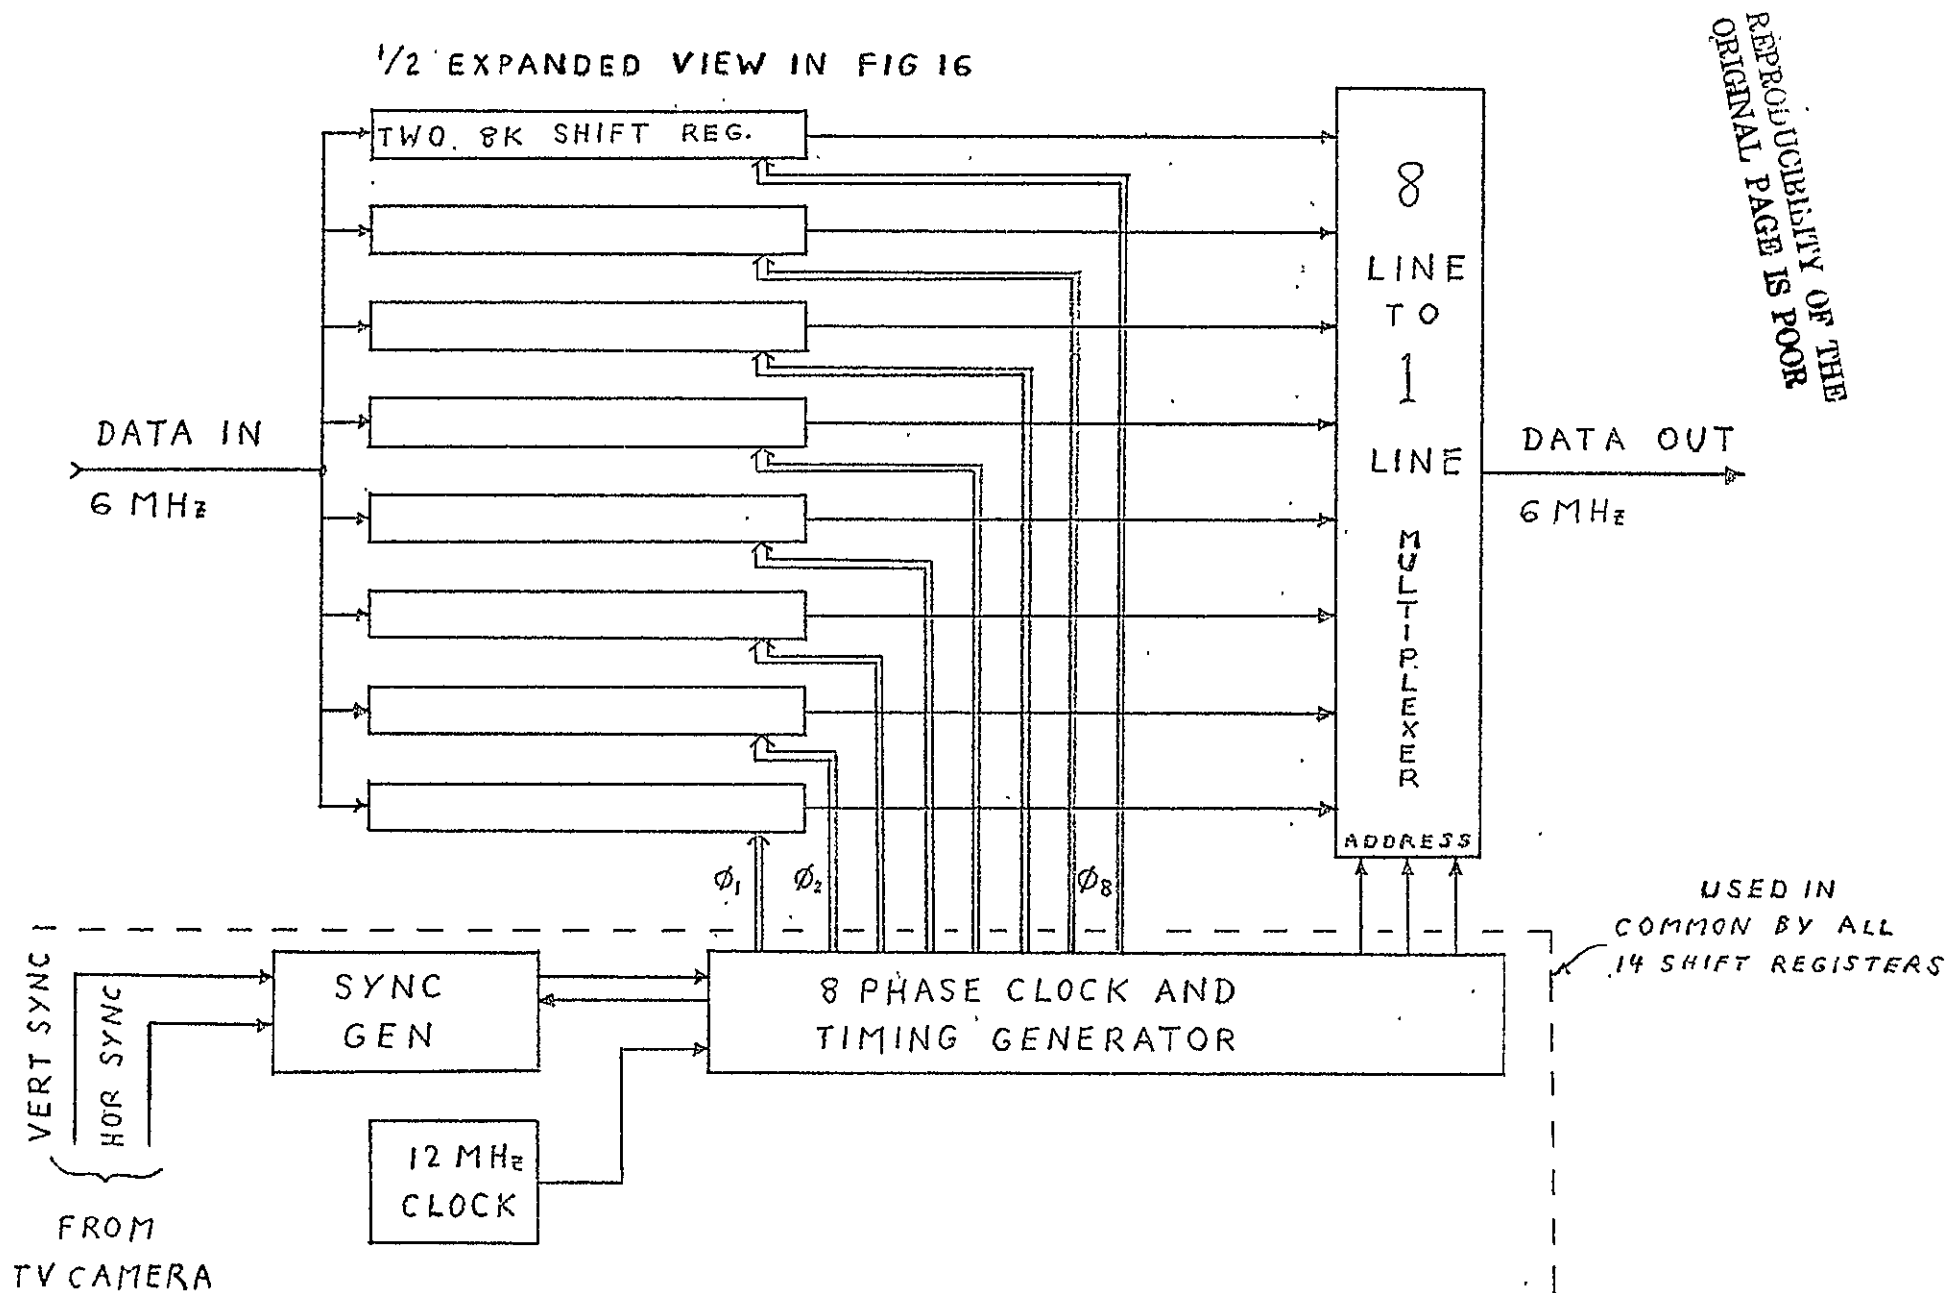 1/2 EXPANDED VIEW IN FIG 16
REPRODUCIBILITY OF THE
ORIGINAL PAGE IS POOR
TWO. 8K SHIFT REG.
8
LINE
TO
1
LINE
MULTIPLEXER
ADDRESS
DATA IN
6 MHz
DATA OUT
6 MHz
ø1
ø2
ø8
USED IN
COMMON BY ALL
14 SHIFT REGISTERS
VERT SYNC
HOR SYNC
SYNC
GEN
8 PHASE CLOCK AND
TIMING GENERATOR
12 MHz
CLOCK
FROM
TV CAMERA